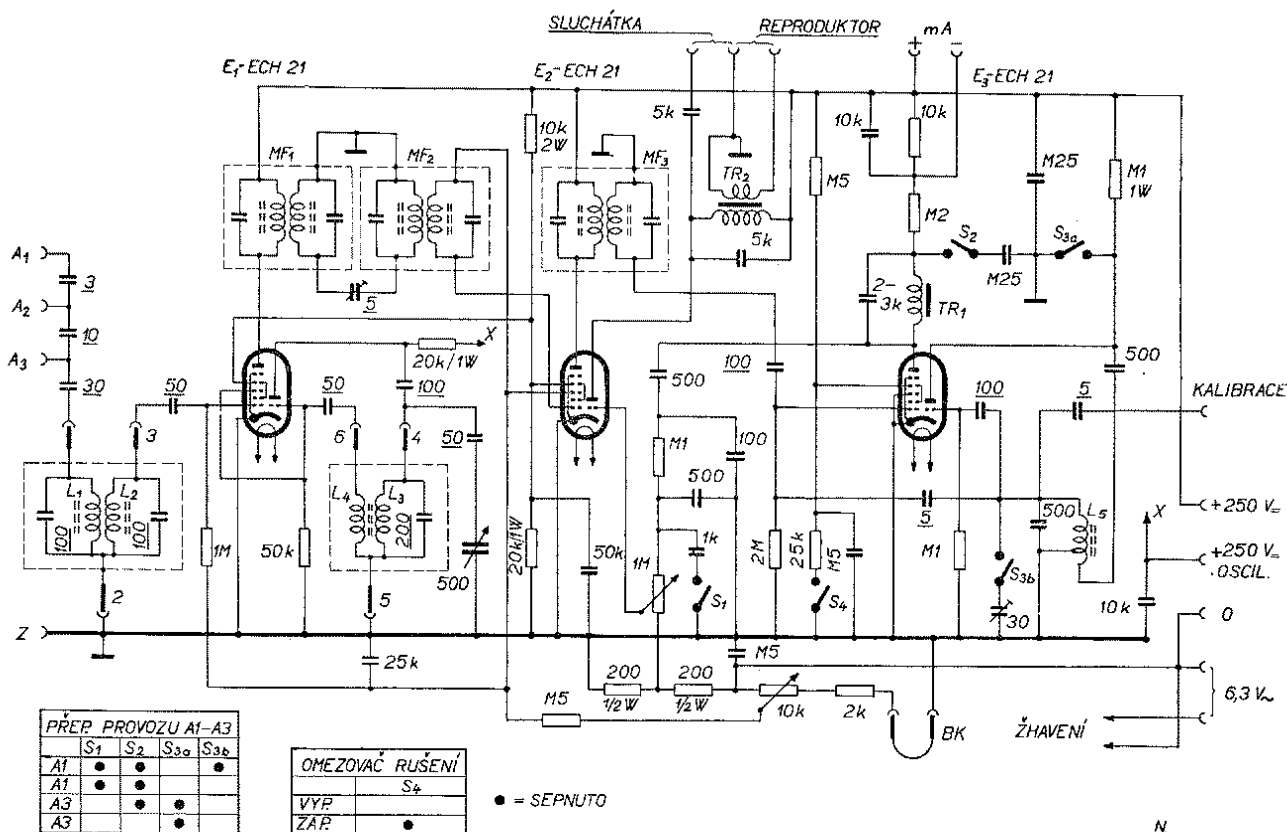 SLUCHÁTKA
REPRODUKTOR
+ mA −
E1-ECH 21
E2-ECH 21
E3-ECH 21
10k
2W
5k
10k
10k
MF1
MF2
MF3
TR2
M5
M25
M1
1W
M2
5k
S2
S3a
M25
A1
3
A2
10
A3
30
5
2-
3k
TR1
X
20k/1W
50
50
100
500
100
100
500
5
KALIBRACE
3
6
4
50
M1
100
500
L1
L2
100
100
L4
L3
200
5
500
L5
X
+250 V=
1M
50k
500
20k/1W
50k
1M
1k
S1
2M
25k
M5
S4
M1
S3b
30
+250 V=
OSCIL.
10k
0
2
5
Z
25k
M5
200
1/2W
200
1/2W
10k
2k
BK
M5
6,3 V~
ŽHAVENÍ
PŘEP. PROVOZU A1-A3
S1 S2 S3a S3b
A1 ● ● ●
A1 ● ●
A3 ● ●
A3 ●
OMEZOVAČ RUŠENÍ
S4
VYP.
ZAP. ●
● = SEPNUTO
N